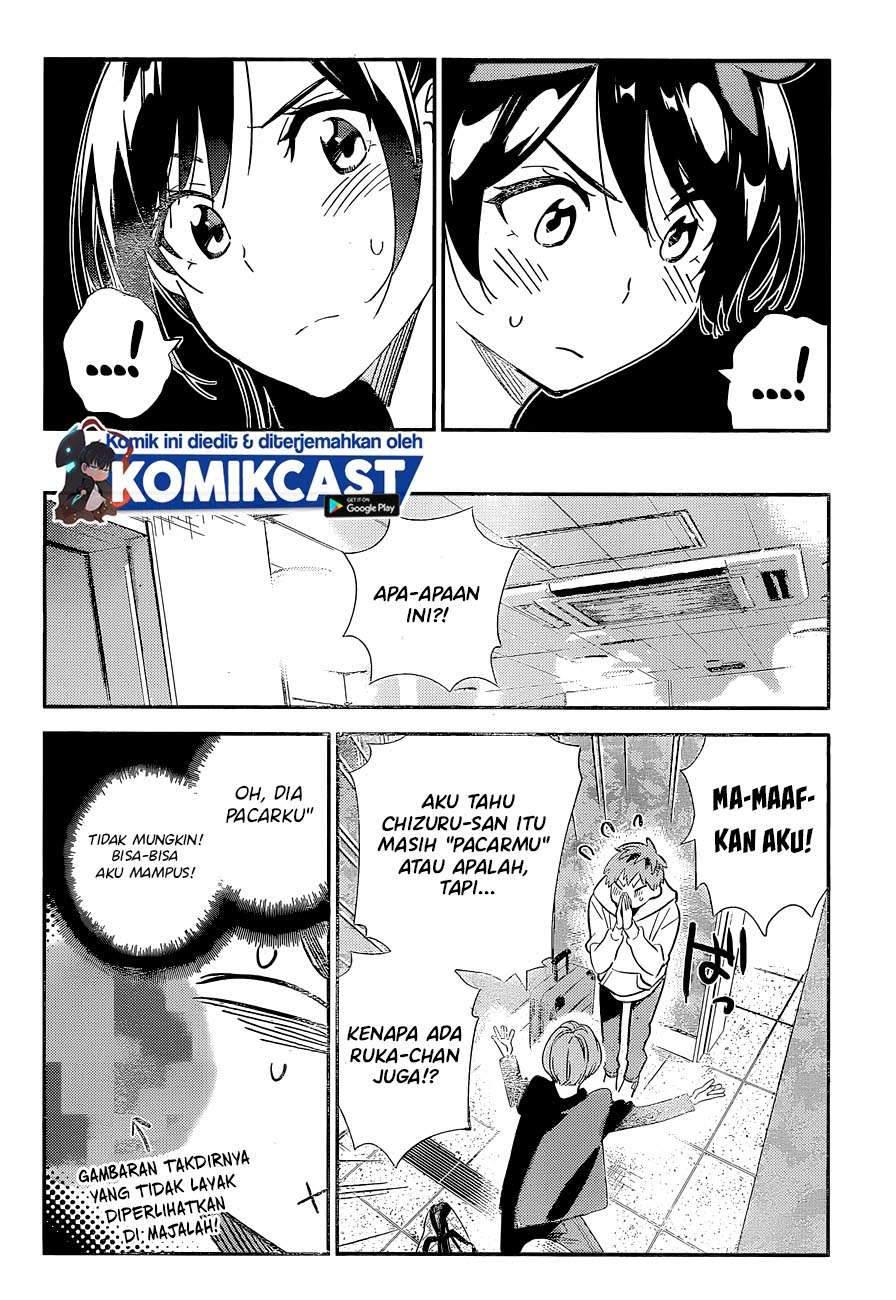 ....!
....!
Komik ini diedit & diterjemahkan oleh
KOMIKCAST
GET IT ON
Google Play
APA-APAAN
INI?!
MA-MAAF-
KAN AKU!
AKU TAHU
CHIZURU-SAN ITU
MASIH "PACARMU"
ATAU APALAH,
TAPI...
KENAPA ADA
RUKA-CHAN
JUGA!?
OH, DIA
PACARKU"
TIDAK MUNGKIN!
BISA-BISA
AKU MAMPUS!
GAMBARAN TAKDIRNYA
YANG TIDAK LAYAK
DIPERLIHATKAN
DI MAJALAH!